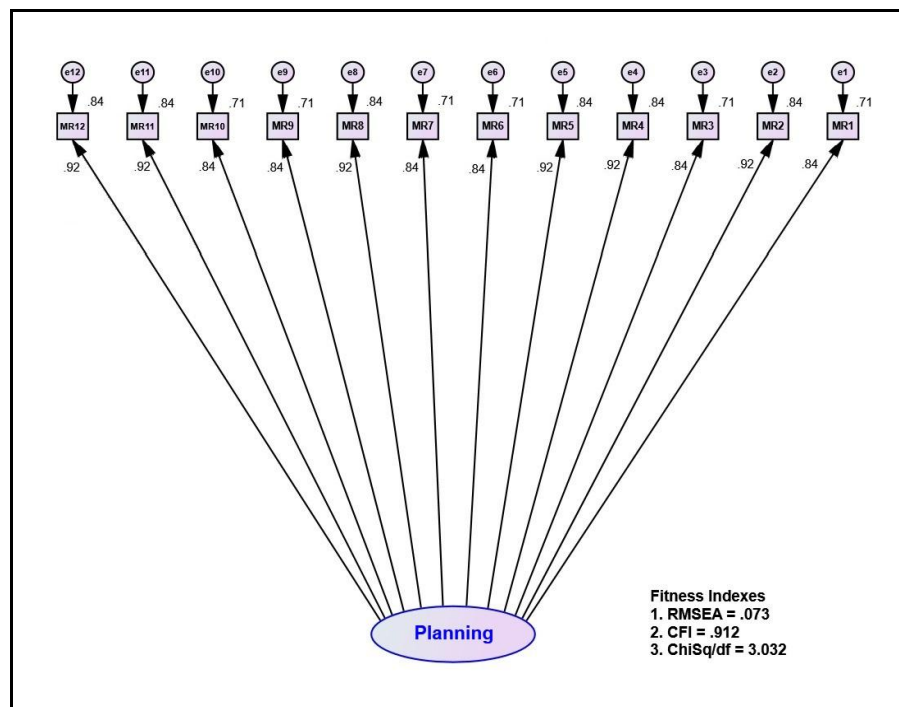 e12 e11 e10 e9 e8 e7 e6 e5 e4 e3 e2 e1
.84 .84 .71 .71 .84 .71 .71 .84 .84 .71 .84 .71
MR12 MR11 MR10 MR9 MR8 MR7 MR6 MR5 MR4 MR3 MR2 MR1
.92 .92 .84 .84 .92 .84 .84 .92 .92 .84 .92 .84
Planning
Fitness Indexes
1. RMSEA = .073
2. CFI = .912
3. ChiSq/df = 3.032